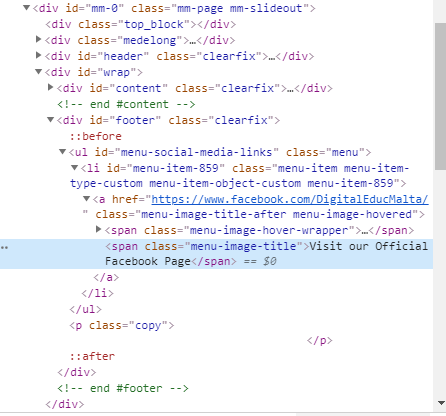 ▼<div id="mm-0" class="mm-page mm-slideout">
<div class="top_block"></div>
▶<div class="medelong">…</div>
▶<div id="header" class="clearfix">…</div>
▼<div id="wrap">
▶<div id="content" class="clearfix">…</div>
<!-- end #content -->
▼<div id="footer" class="clearfix">
::before
▼<ul id="menu-social-media-links" class="menu">
▼<li id="menu-item-859" class="menu-item menu-item-
type-custom menu-item-object-custom menu-item-859">
▼<a href="https://www.facebook.com/DigitalEducMalta/
" class="menu-image-title-after menu-image-hovered">
▶<span class="menu-image-hover-wrapper">…</span>
<span class="menu-image-title">Visit our Official
Facebook Page</span> == $0
</a>
</li>
</ul>
<p class="copy">
</p>
::after
</div>
<!-- end #footer -->
</div>